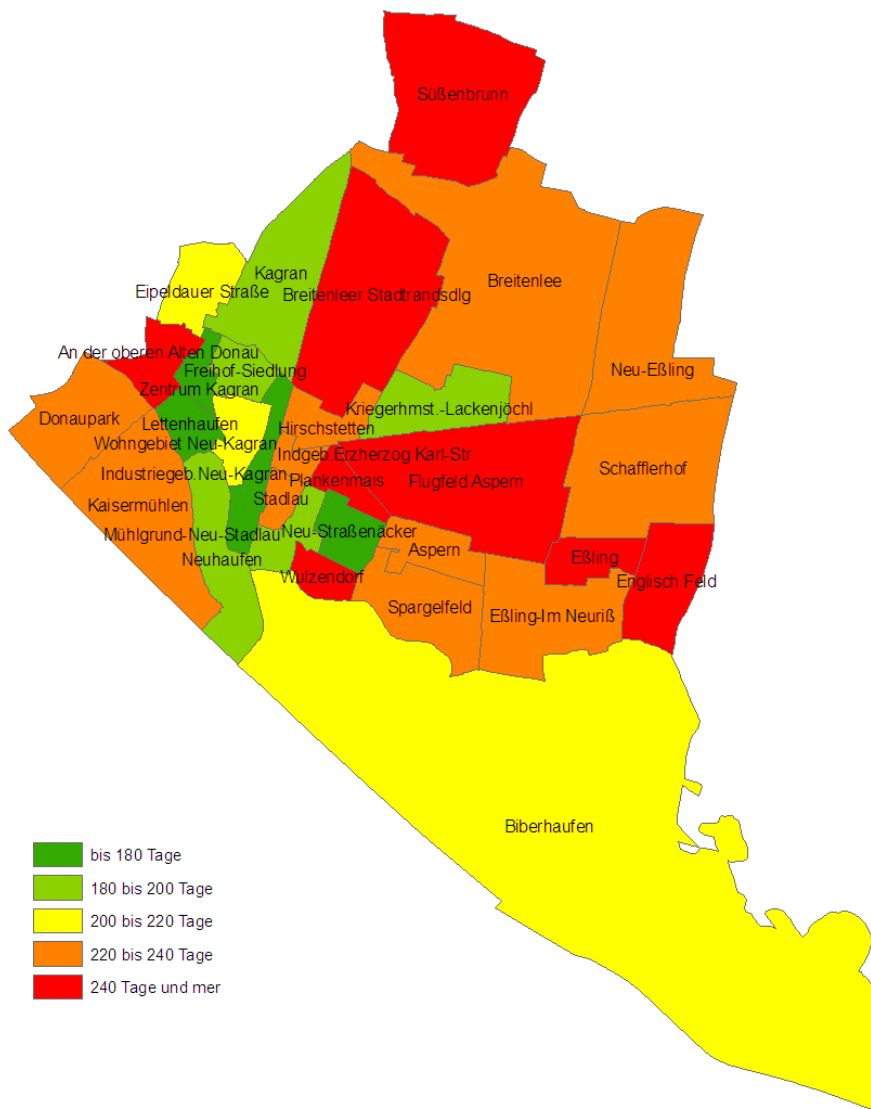 Süßenbrunn
Kagran
Breitenlee
Eipeldauer Straße
Breitenleer Stadtrandsdlg
An der oberen Alten Donau
Freihof-Siedlung
Neu-Eßling
Zentrum Kagran
Donaupark
Kriegerhmst.-Lackenjöchl
Lettenhaufen
Hirschstetten
Wohngebiet Neu-Kagran
Indgeb.Erzherzog Karl-Str
Schafflerhof
Industriegeb.Neu-Kagran
Plankenmais
Flugfeld Aspern
Stadlau
Kaisermühlen
Mühlgrund-Neu-Stadlau
Neu-Straßenäcker
Aspern
Neuhaufen
Eßling
Wulzendorf
Englisch Feld
Spargelfeld
Eßling-Im Neuriß
Biberhaufen
bis 180 Tage
180 bis 200 Tage
200 bis 220 Tage
220 bis 240 Tage
240 Tage und mer